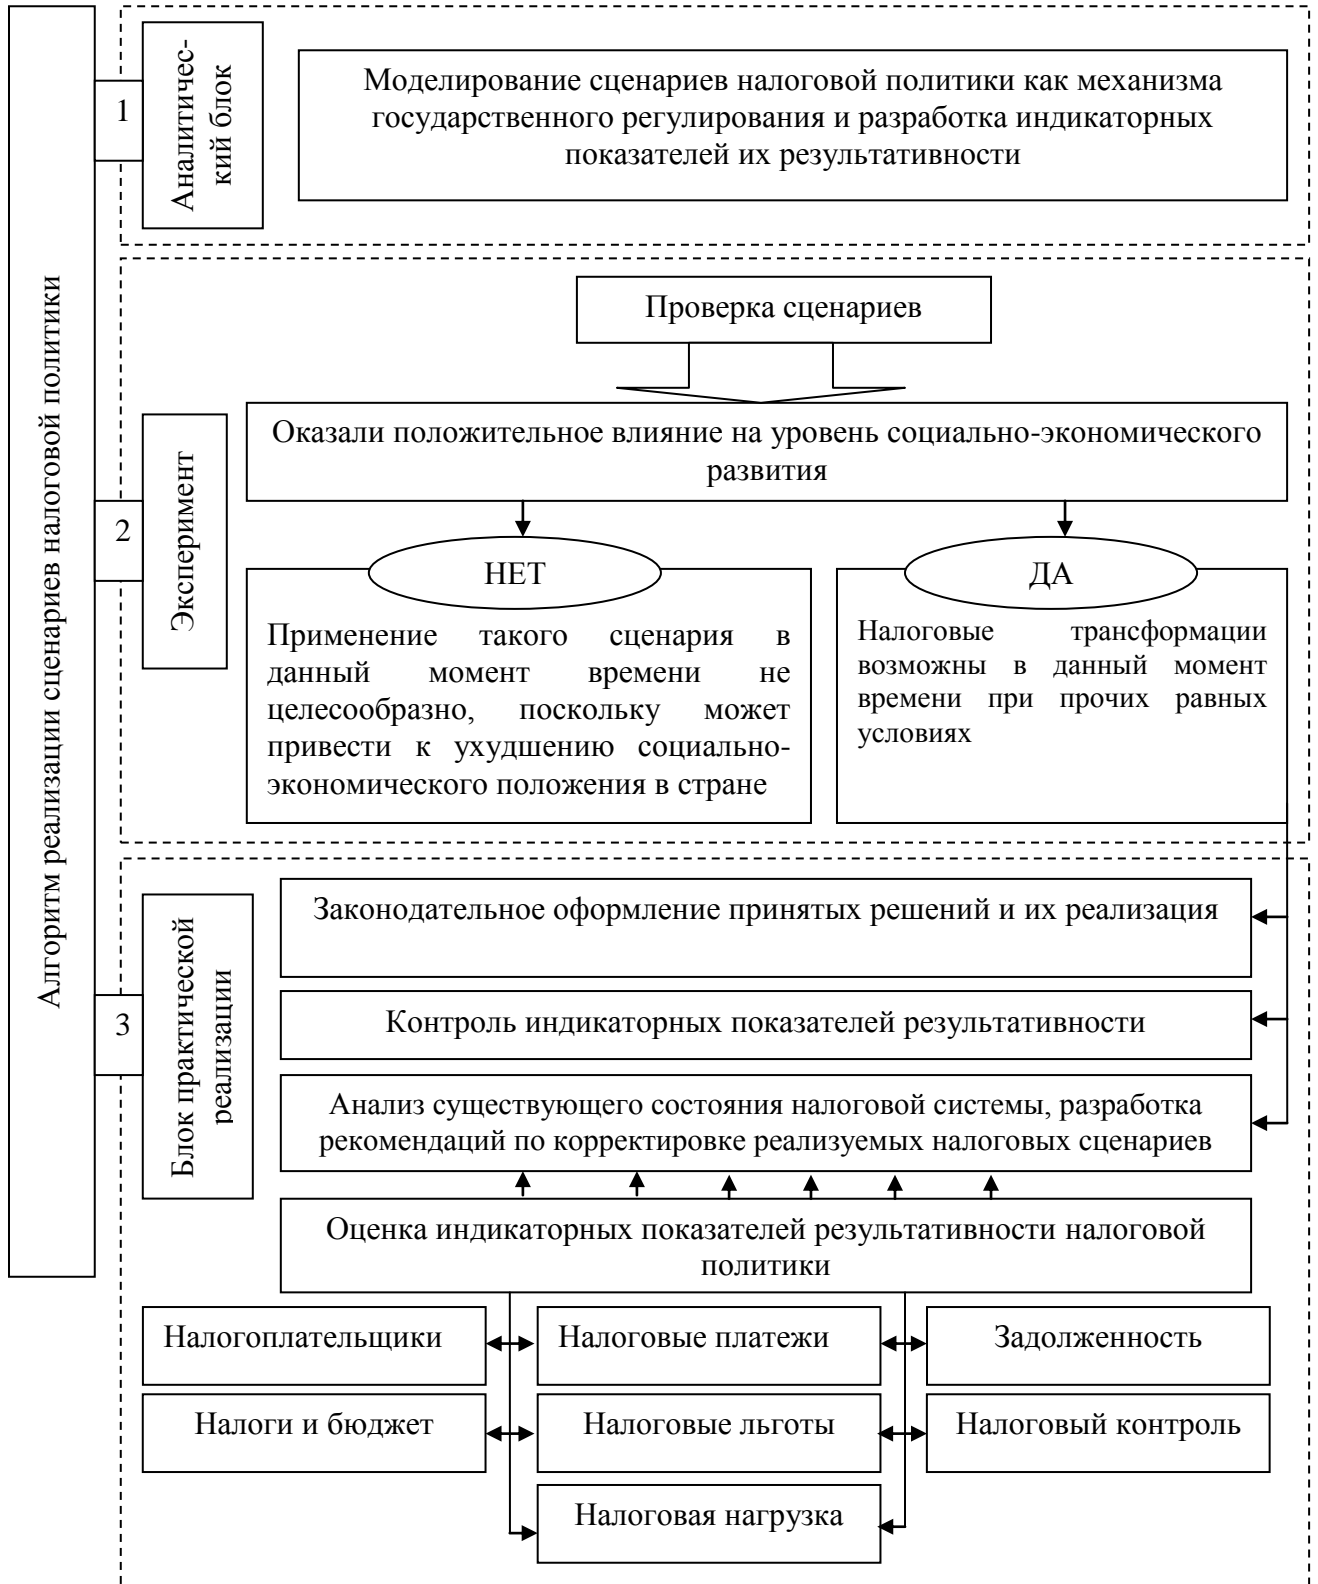 Алгоритм реализации сценариев налоговой политики
1
Аналитичес-
кий блок
Моделирование сценариев налоговой политики как механизма
государственного регулирования и разработка индикаторных
показателей их результативности
2
Эксперимент
Проверка сценариев
Оказали положительное влияние на уровень социально-экономического
развития
НЕТ
Применение такого сценария в
данный момент времени не
целесообразно, поскольку может
привести к ухудшению социально-
экономического положения в стране
ДА
Налоговые трансформации
возможны в данный момент
времени при прочих равных
условиях
3
Блок практической
реализации
Законодательное оформление принятых решений и их реализация
Контроль индикаторных показателей результативности
Анализ существующего состояния налоговой системы, разработка
рекомендаций по корректировке реализуемых налоговых сценариев
Оценка индикаторных показателей результативности налоговой
политики
Налогоплательщики
Налоговые платежи
Задолженность
Налоги и бюджет
Налоговые льготы
Налоговый контроль
Налоговая нагрузка